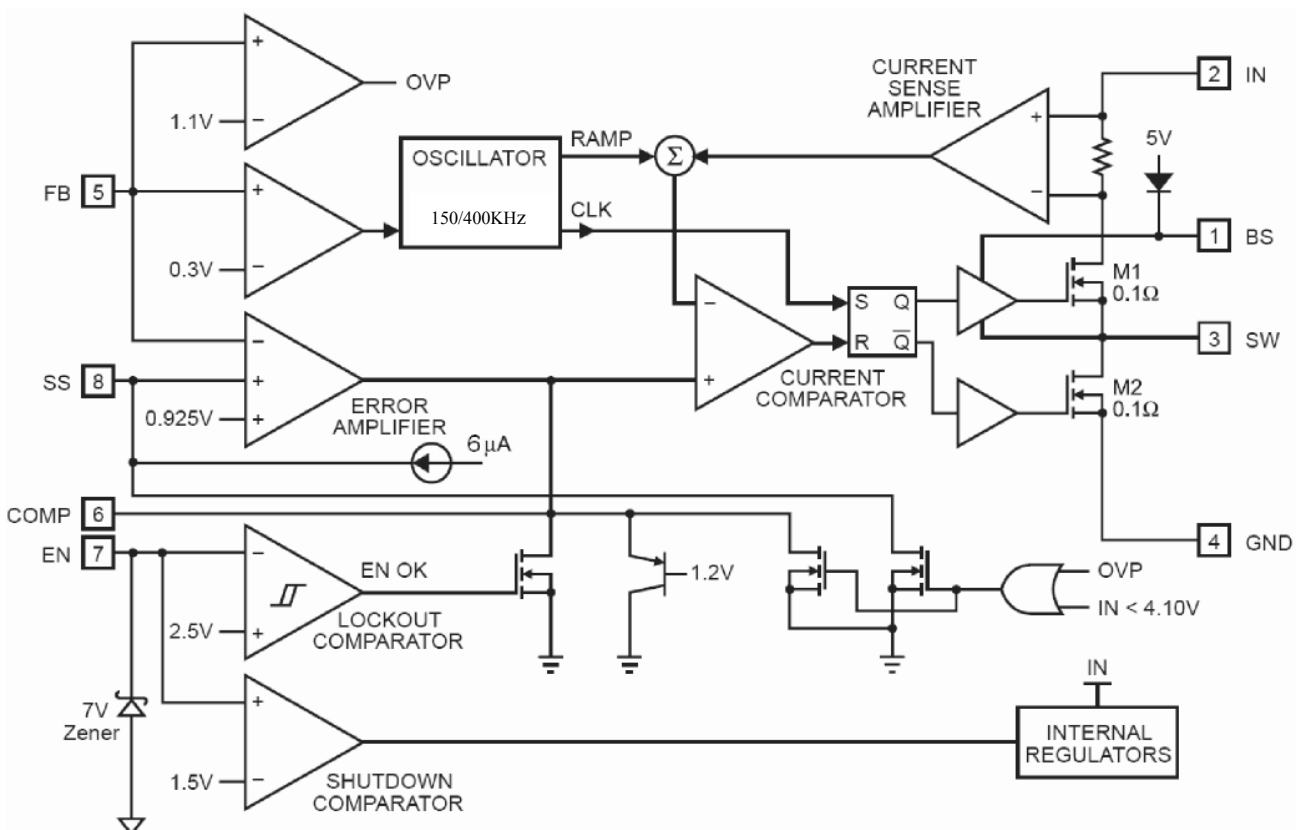 +
OVP
1.1V
−
FB 5
+
0.3V
−
OSCILLATOR
150/400KHz
RAMP
CLK
Σ
CURRENT
SENSE
AMPLIFIER
+
−
2 IN
5V
1 BS
M1
0.1Ω
3 SW
M2
0.1Ω
4 GND
−
+
CURRENT
COMPARATOR
S Q
R Q̅
−
SS 8
+
0.925V
+
ERROR
AMPLIFIER
6μA
COMP 6
EN 7
−
EN OK
2.5V
+
LOCKOUT
COMPARATOR
1.2V
OVP
IN < 4.10V
7V
Zener
+
1.5V
−
SHUTDOWN
COMPARATOR
IN
INTERNAL
REGULATORS